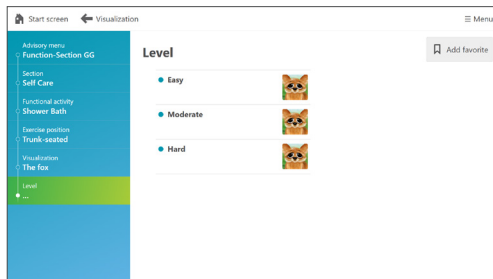 Start screen
Visualization
Menu
Advisory menu
Function-Section GG
Section
Self Care
Functional activity
Shower Bath
Exercise position
Trunk-seated
Visualization
The fox
Level
...
Level
Add favorite
Easy
Moderate
Hard